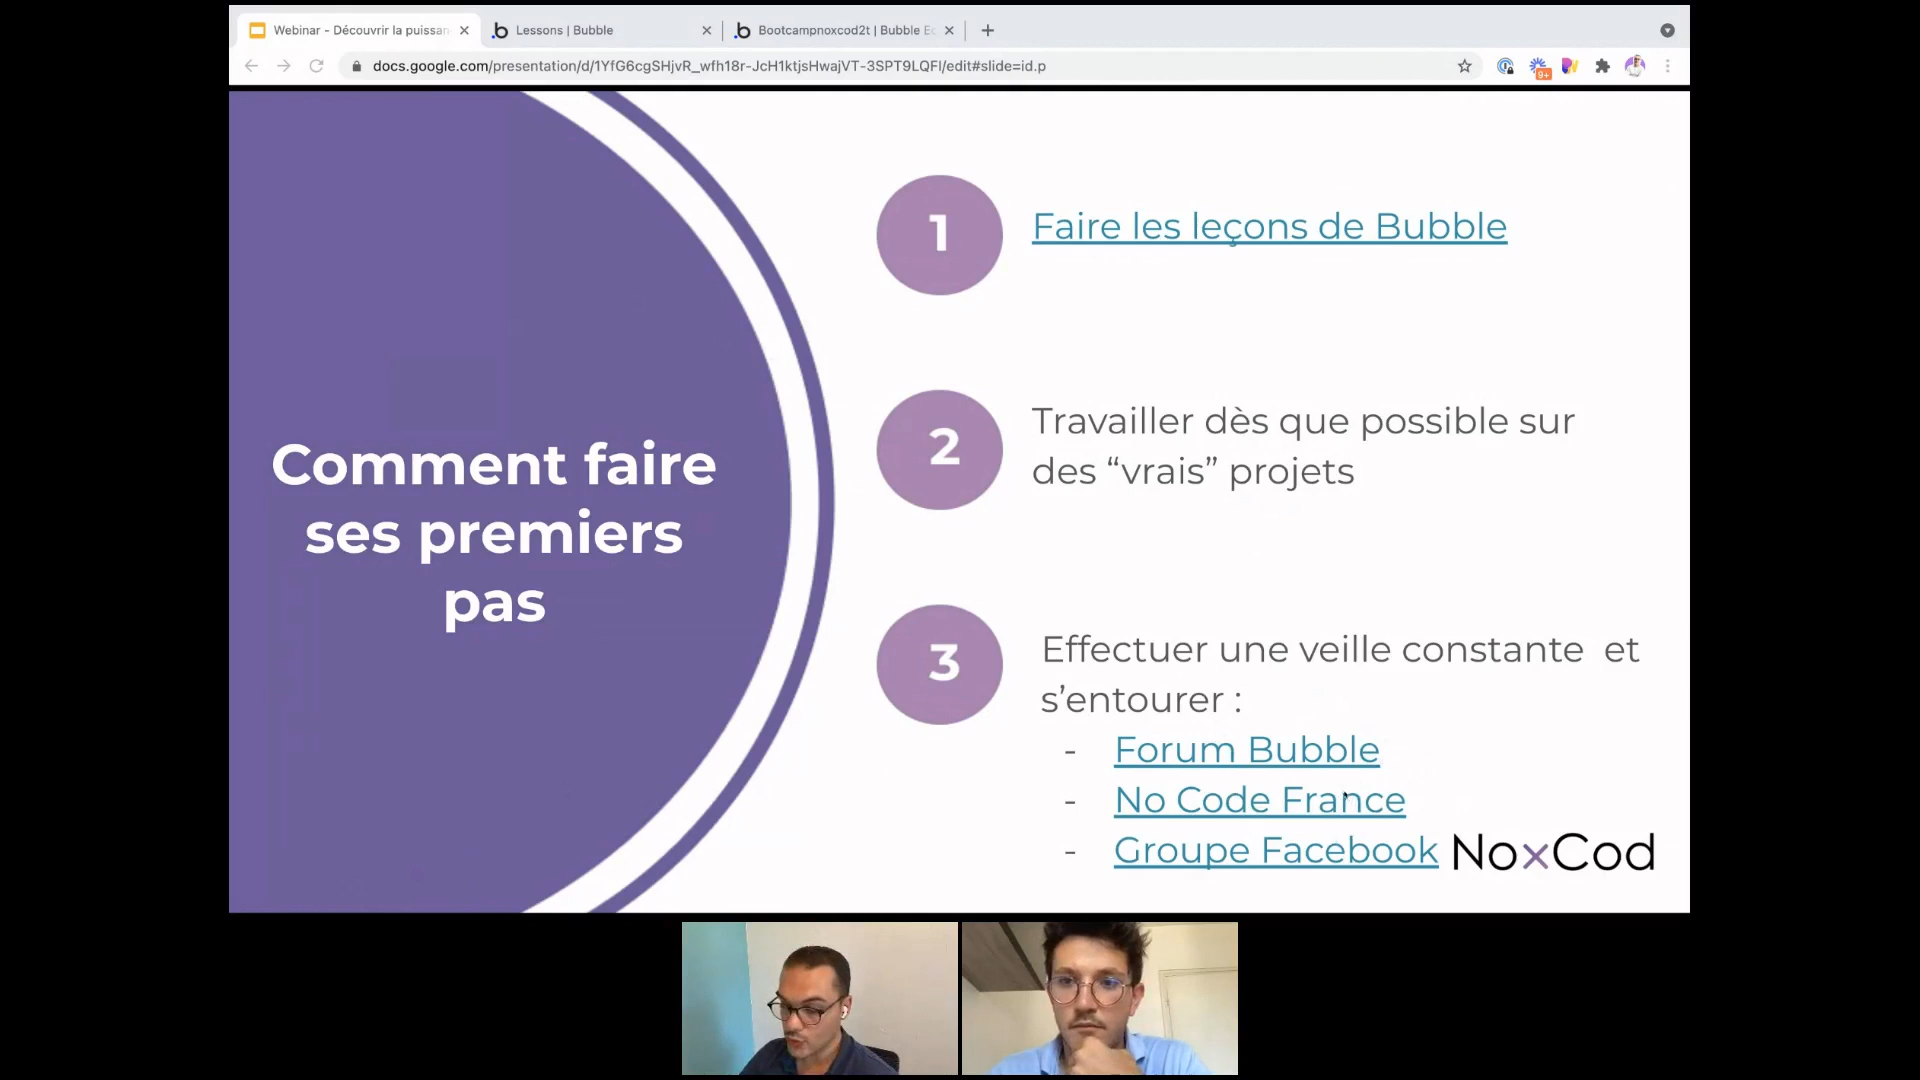 Webinar - Découvrir la puissan
Lessons | Bubble
Bootcampnoxcod2t | Bubble E
docs.google.com/presentation/d/1YfG6cgSHjvR_wfh18r-JcH1ktjsHwajVT-3SPT9LQFI/edit#slide=id.p
9+
Comment faire
ses premiers
pas
1
Faire les leçons de Bubble
2
Travailler dès que possible sur
des “vrais” projets
3
Effectuer une veille constante et
s’entourer :
- Forum Bubble
- No Code France
- Groupe Facebook
NoxCod